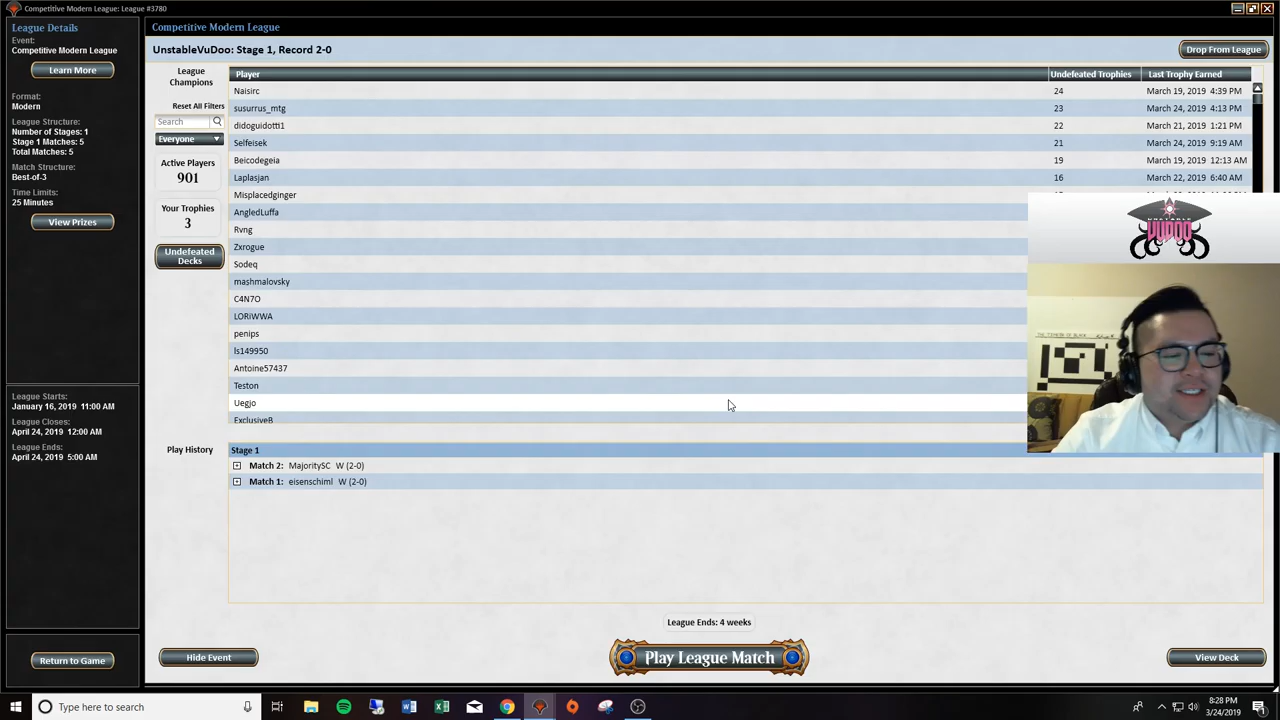 Competitive Modern League: League #3780
League Details
Event:
Competitive Modern League
Learn More
Format:
Modern
League Structure:
Number of Stages: 1
Stage 1 Matches: 5
Total Matches: 5
Match Structure:
Best-of-3
Time Limits:
25 Minutes
View Prizes
League Starts:
January 16, 2019 11:00 AM
League Closes:
April 24, 2019 12:00 AM
League Ends:
April 24, 2019 5:00 AM
Return to Game
Competitive Modern League
UnstableVuDoo: Stage 1, Record 2-0
Drop From League
League
Champions
Reset All Filters
Search
Everyone
Active Players
901
Your Trophies
3
Undefeated
Decks
Player Undefeated Trophies Last Trophy Earned
Naisirc 24 March 19, 2019 4:39 PM
susurrus_mtg 23 March 24, 2019 4:13 PM
didoguidotti1 22 March 21, 2019 1:21 PM
Selfeisek 21 March 24, 2019 9:19 AM
Beicodegeia 19 March 19, 2019 12:13 AM
Laplasjan 16 March 22, 2019 6:40 AM
Misplacedginger
AngledLuffa
Rvng
Zxrogue
Sodeq
mashmalovsky
C4N7O
LORiWWA
penips
ls149950
Antoine57437
Teston
Uegjo
ExclusiveB
UNSTABLE
VUDOO
Play History
Stage 1
Match 2: MajoritySC W (2-0)
Match 1: eisenschiml W (2-0)
League Ends: 4 weeks
Hide Event
Play League Match
View Deck
Type here to search
8:28 PM
3/24/2019